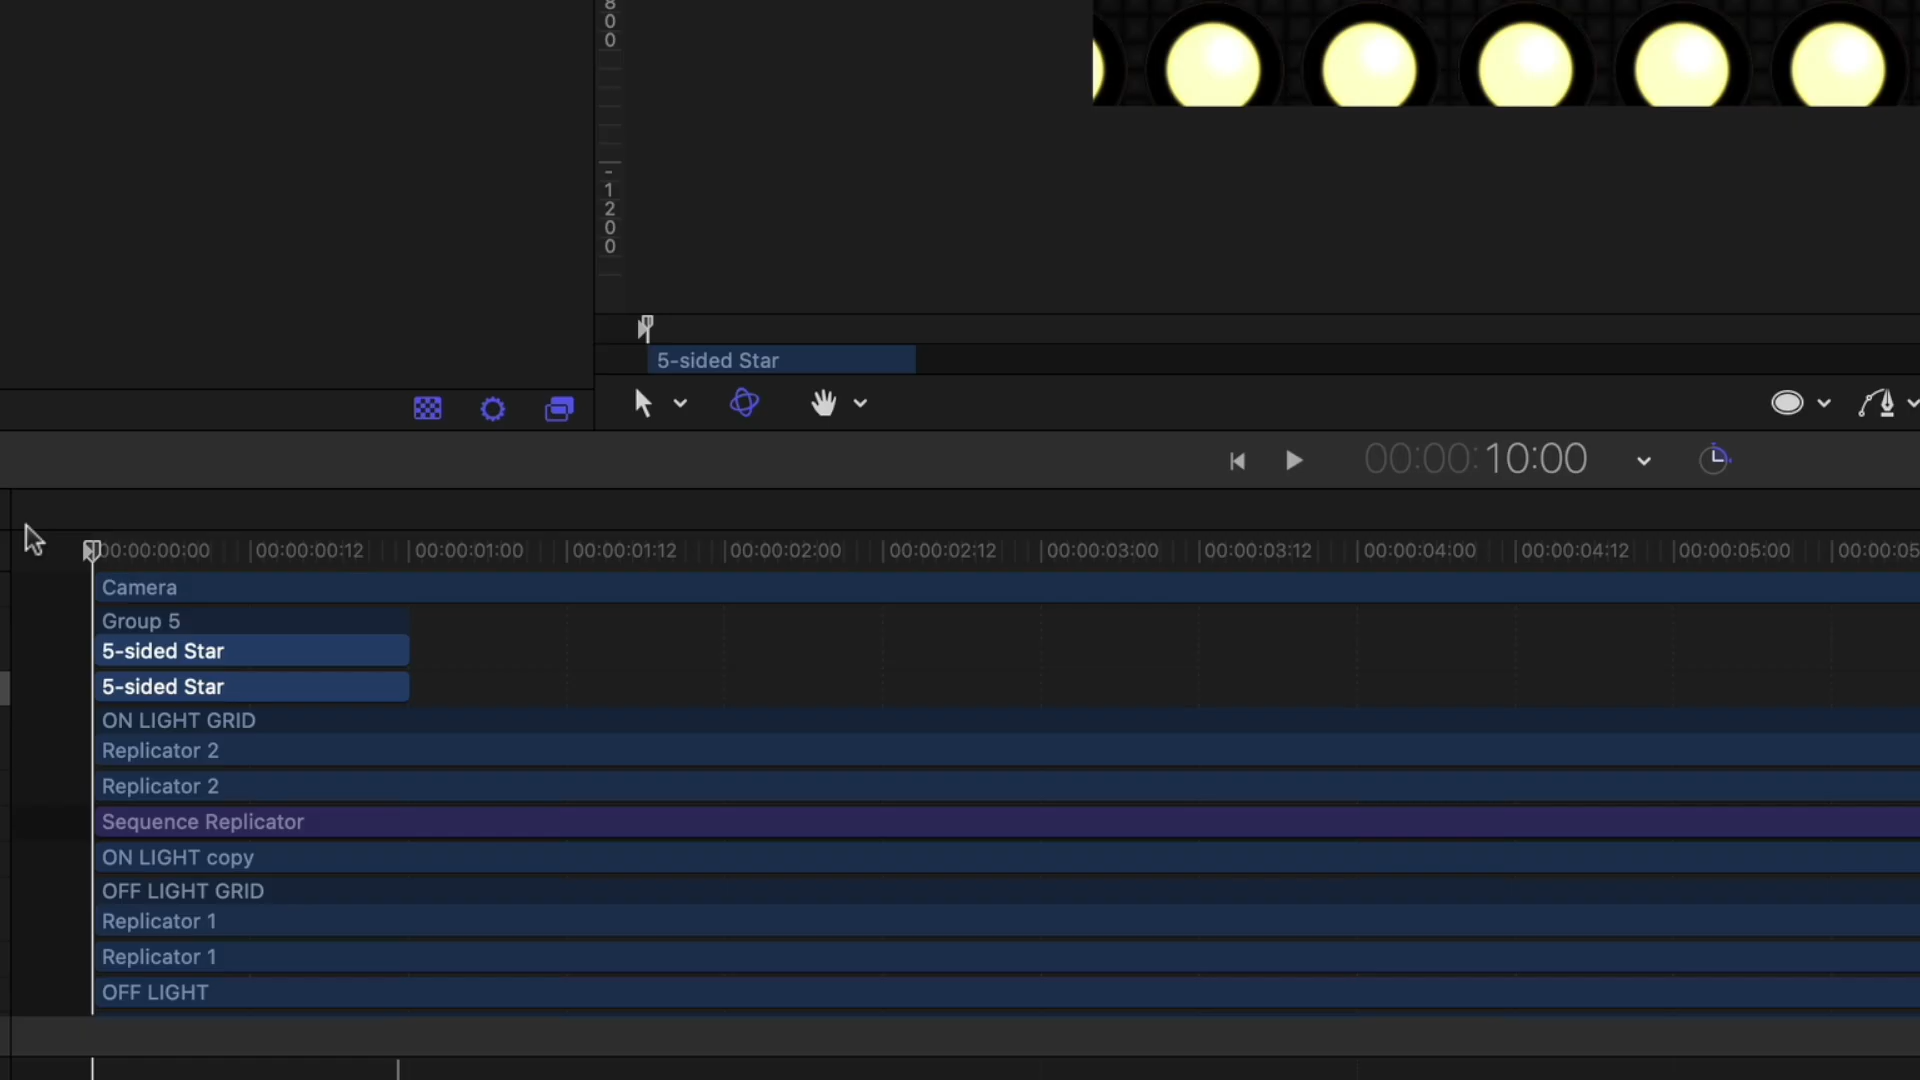 800
-1200
5-sided Star
00:00:10:00
00:00:00:00 00:00:00:12 00:00:01:00 00:00:01:12 00:00:02:00 00:00:02:12 00:00:03:00 00:00:03:12 00:00:04:00 00:00:04:12 00:00:05:00 00:00:05
Camera
Group 5
5-sided Star
5-sided Star
ON LIGHT GRID
Replicator 2
Replicator 2
Sequence Replicator
ON LIGHT copy
OFF LIGHT GRID
Replicator 1
Replicator 1
OFF LIGHT